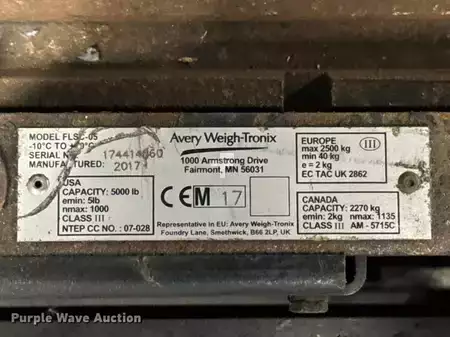 MODEL FLSC-05
-10°C TO
SERIAL
MANUFACTURED: 2017
USA
CAPACITY: 5000 lb
emin: 5lb
nmax: 1000
CLASS III
NTEP CC NO.: 07-028
Avery Weigh-Tronix
1000 Armstrong Drive
Fairmont, MN 56031
CE M 17
Representative in EU: Avery Weigh-Tronix
Foundry Lane, Smethwick, B66 2LP, UK
EUROPE III
max 2500 kg
min 40 kg
e = 2 kg
EC TAC UK 2862
CANADA
CAPACITY: 2270 kg
emin: 2kg nmax: 1135
CLASS III AM - 5715C
Purple Wave Auction